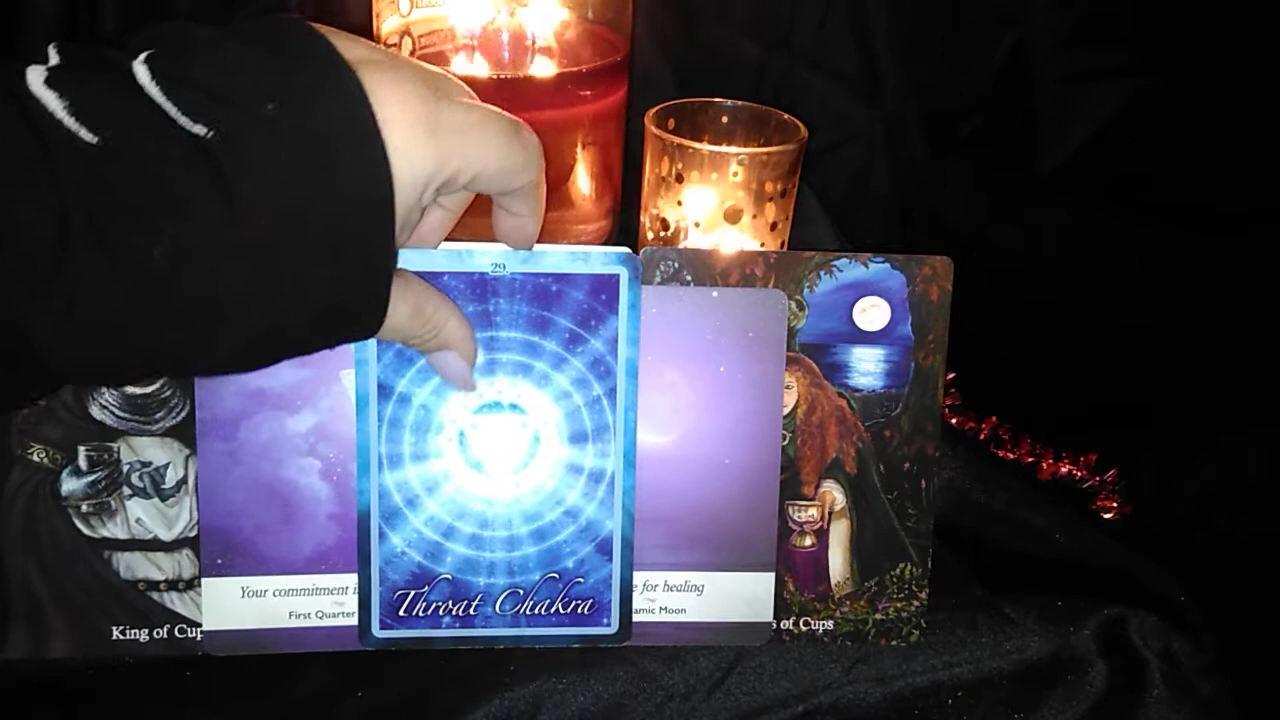 29.
Throat Chakra
King of Cup
Your commitment i
First Quarter
e for healing
amic Moon
s of Cups